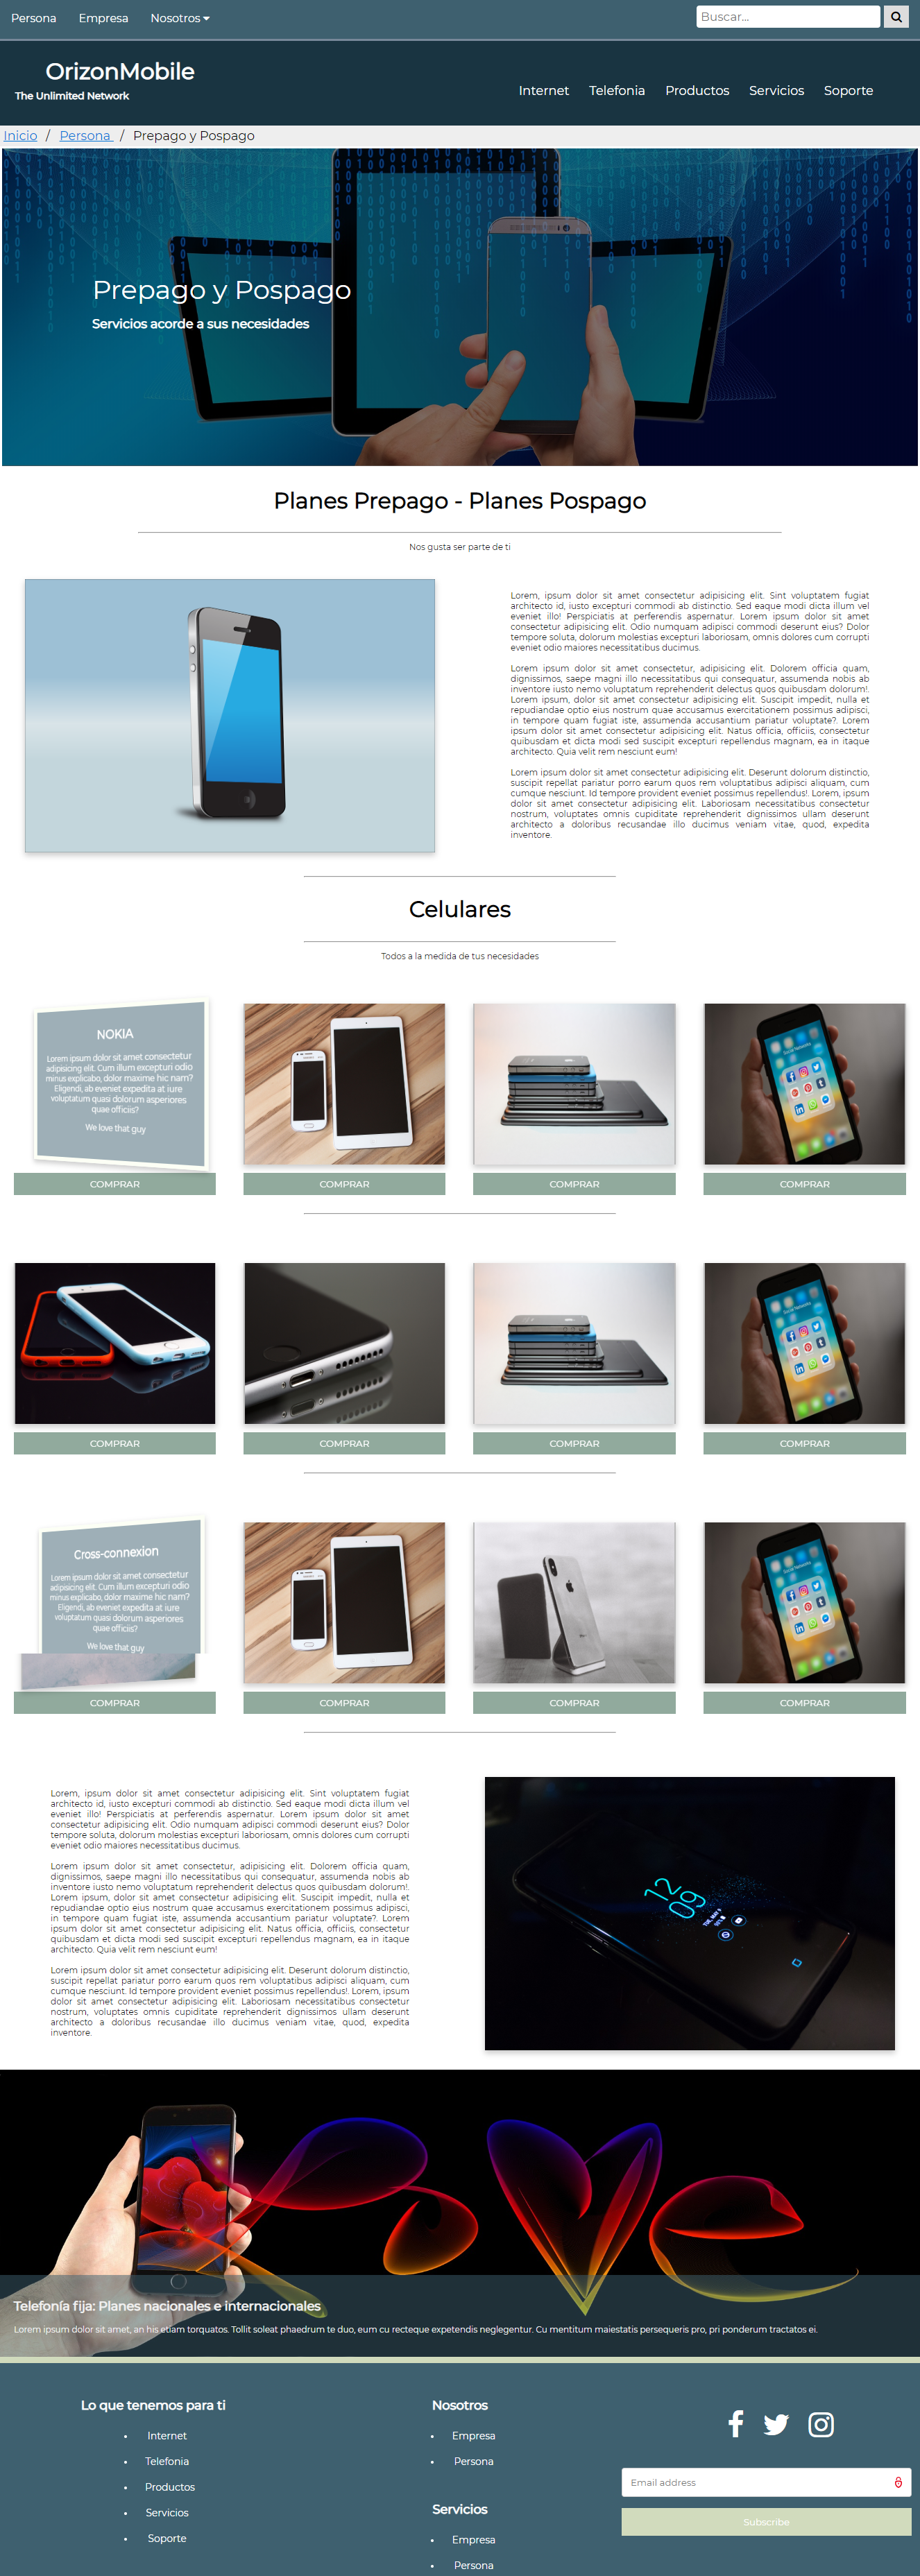 Persona Empresa Nosotros
Buscar...
OrizonMobile
The Unlimited Network
Internet Telefonia Productos Servicios Soporte
Inicio / Persona / Prepago y Pospago
Prepago y Pospago
Servicios acorde a sus necesidades
Planes Prepago - Planes Pospago
Nos gusta ser parte de ti
Lorem, ipsum dolor sit amet consectetur adipisicing elit. Sint voluptatem fugiat
architecto id, iusto excepturi commodi ab distinctio. Sed eaque modi dicta illum vel
eveniet illo! Perspiciatis at perferendis aspernatur. Lorem ipsum dolor sit amet
consectetur adipisicing elit. Odio numquam adipisci commodi deserunt eius? Dolor
tempore soluta, dolorum molestias excepturi laboriosam, omnis dolores cum corrupti
eveniet odio maiores necessitatibus ducimus.
Lorem ipsum dolor sit amet consectetur, adipisicing elit. Dolorem officia quam,
dignissimos, saepe magni illo necessitatibus qui consequatur, assumenda nobis ab
inventore iusto nemo voluptatum reprehenderit delectus quos quibusdam dolorum!.
Lorem ipsum, dolor sit amet consectetur adipisicing elit. Suscipit impedit, nulla et
repudiandae optio eius nostrum quae accusamus exercitationem possimus adipisci,
in tempore quam fugiat iste, assumenda accusantium pariatur voluptate?. Lorem
ipsum dolor sit amet consectetur adipisicing elit. Natus officia, officiis, consectetur
quibusdam et dicta modi sed suscipit excepturi repellendus magnam, ea in itaque
architecto. Quia velit rem nesciunt eum!
Lorem ipsum dolor sit amet consectetur adipisicing elit. Deserunt dolorum distinctio,
suscipit repellat pariatur porro earum quos rem voluptatibus adipisci aliquam, cum
cumque nesciunt. Id tempore provident eveniet possimus repellendus!. Lorem, ipsum
dolor sit amet consectetur adipisicing elit. Laboriosam necessitatibus consectetur
nostrum, voluptates omnis cupiditate reprehenderit dignissimos ullam deserunt
architecto a doloribus recusandae illo ducimus veniam vitae, quod, expedita
inventore.
Celulares
Todos a la medida de tus necesidades
NOKIA
Lorem ipsum dolor sit amet consectetur
adipisicing elit. Cum illum excepturi odio
minus explicabo, dolor maxime hic nam?
Eligendi, ab eveniet expedita at iure
voluptatum quasi dolorum asperiores
quae officiis?
We love that guy
Social Networks
COMPRAR COMPRAR COMPRAR COMPRAR
Social Networks
COMPRAR COMPRAR COMPRAR COMPRAR
Cross-connexion
Lorem ipsum dolor sit amet consectetur
adipisicing elit. Cum illum excepturi odio
minus explicabo, dolor maxime hic nam?
Eligendi, ab eveniet expedita at iure
voluptatum quasi dolorum asperiores
quae officiis?
We love that guy
Social Networks
COMPRAR COMPRAR COMPRAR COMPRAR
Lorem, ipsum dolor sit amet consectetur adipisicing elit. Sint voluptatem fugiat
architecto id, iusto excepturi commodi ab distinctio. Sed eaque modi dicta illum vel
eveniet illo! Perspiciatis at perferendis aspernatur. Lorem ipsum dolor sit amet
consectetur adipisicing elit. Odio numquam adipisci commodi deserunt eius? Dolor
tempore soluta, dolorum molestias excepturi laboriosam, omnis dolores cum corrupti
eveniet odio maiores necessitatibus ducimus.
Lorem ipsum dolor sit amet consectetur, adipisicing elit. Dolorem officia quam,
dignissimos, saepe magni illo necessitatibus qui consequatur, assumenda nobis ab
inventore iusto nemo voluptatum reprehenderit delectus quos quibusdam dolorum!.
Lorem ipsum, dolor sit amet consectetur adipisicing elit. Suscipit impedit, nulla et
repudiandae optio eius nostrum quae accusamus exercitationem possimus adipisci,
in tempore quam fugiat iste, assumenda accusantium pariatur voluptate?. Lorem
ipsum dolor sit amet consectetur adipisicing elit. Natus officia, officiis, consectetur
quibusdam et dicta modi sed suscipit excepturi repellendus magnam, ea in itaque
architecto. Quia velit rem nesciunt eum!
Lorem ipsum dolor sit amet consectetur adipisicing elit. Deserunt dolorum distinctio,
suscipit repellat pariatur porro earum quos rem voluptatibus adipisci aliquam, cum
cumque nesciunt. Id tempore provident eveniet possimus repellendus!. Lorem, ipsum
dolor sit amet consectetur adipisicing elit. Laboriosam necessitatibus consectetur
nostrum, voluptates omnis cupiditate reprehenderit dignissimos ullam deserunt
architecto a doloribus recusandae illo ducimus veniam vitae, quod, expedita
inventore.
12
09
Telefonía fija: Planes nacionales e internacionales
Lorem ipsum dolor sit amet, an his etiam torquatos. Tollit soleat phaedrum te duo, eum cu recteque expetendis neglegentur. Cu mentitum maiestatis persequeris pro, pri ponderum tractatos ei.
Lo que tenemos para ti
Internet
Telefonia
Productos
Servicios
Soporte
Nosotros
Empresa
Persona
Servicios
Empresa
Persona
Email address
Subscribe